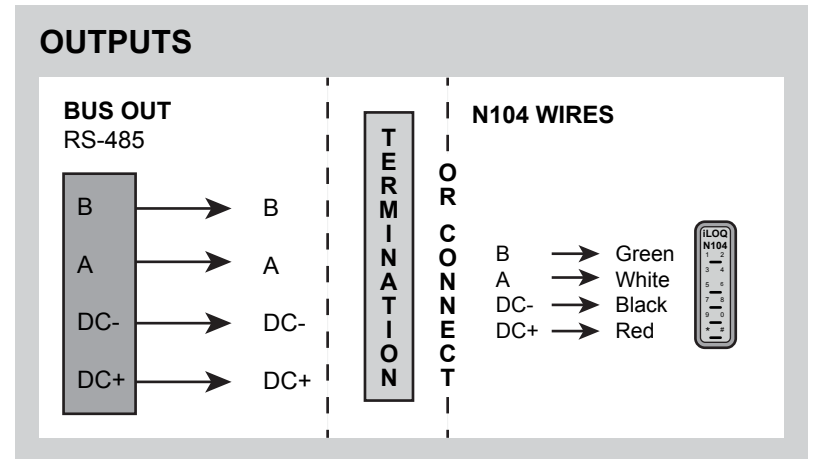 OUTPUTS
BUS OUT
RS-485
B B
A A
DC- DC-
DC+ DC+
TERMINATION
OR CONNECT
N104 WIRES
B Green
A White
DC- Black
DC+ Red
iLOQ
N104
1 2
3 4
5 6
7 8
9 0
* #